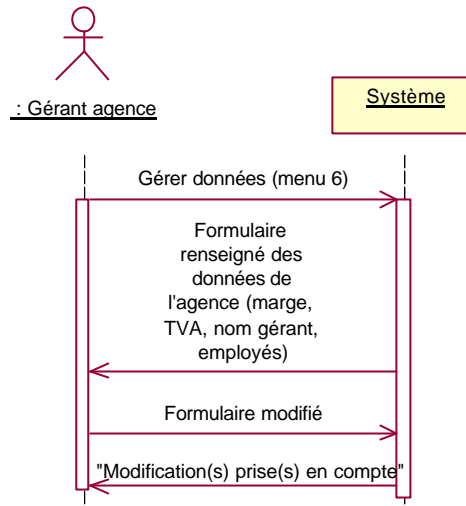 : Gérant agence
Système
Gérer données (menu 6)
Formulaire
renseigné des
données de
l'agence (marge,
TVA, nom gérant,
employés)
Formulaire modifié
"Modification(s) prise(s) en compte"